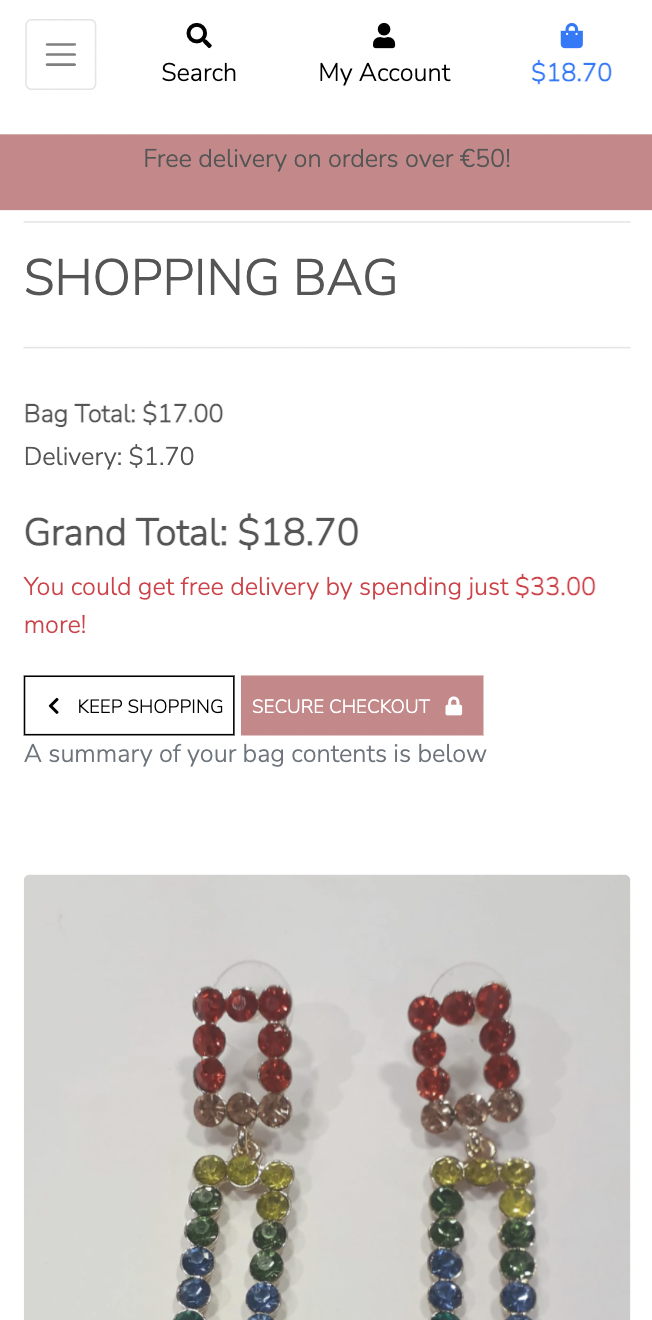 Search
My Account
$18.70
Free delivery on orders over €50!
SHOPPING BAG
Bag Total: $17.00
Delivery: $1.70
Grand Total: $18.70
You could get free delivery by spending just $33.00
more!
KEEP SHOPPING
SECURE CHECKOUT
A summary of your bag contents is below